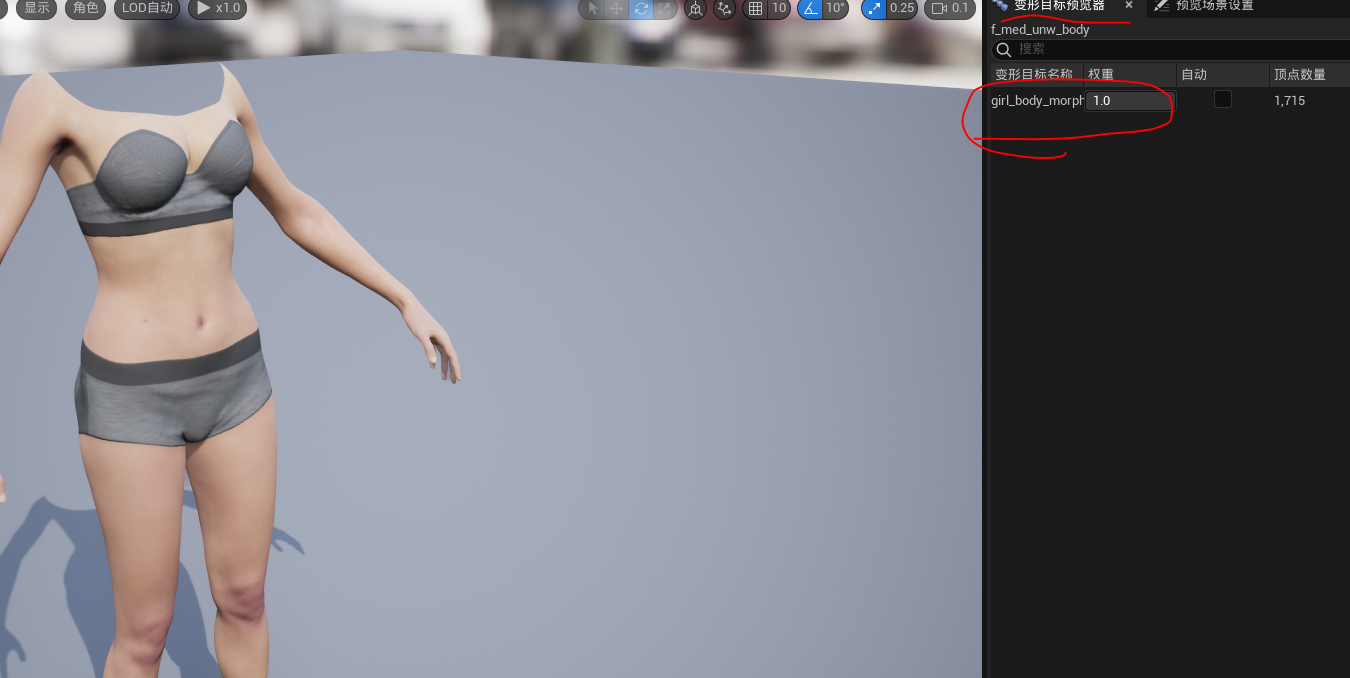 显示 角色 LOD自动 x1.0 10 10° 0.25 0.1
变形目标预览器 × 预览场景设置
f_med_unw_body
搜索
变形目标名称 权重 自动 顶点数量
girl_body_morph 1.0 1,715